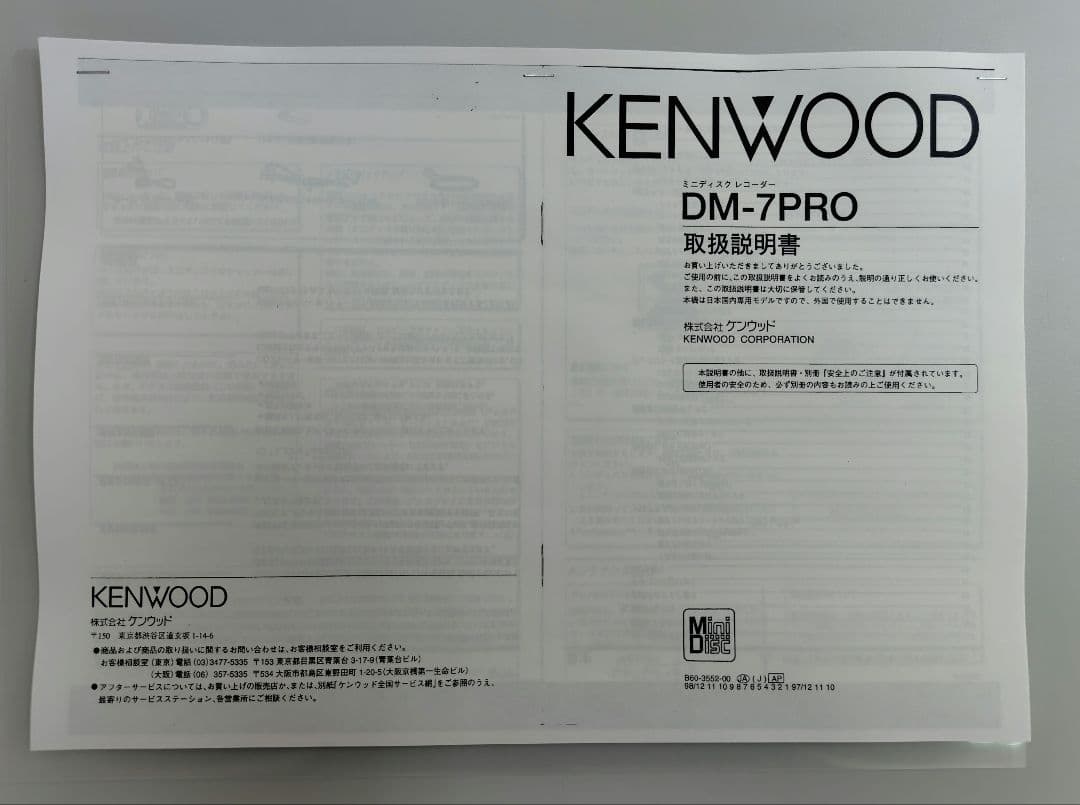 KENWOOD
ミニディスク レコーダー
DM-7PRO
取扱説明書
お買い上げいただきましてありがとうございました。
ご使用の前に、この取扱説明書をよくお読みのうえ、説明の通り正しくお使いください。
また、この取扱説明書は大切に保管してください。
本機は日本国内専用モデルですので、外国で使用することはできません。
株式会社 ケンウッド
KENWOOD CORPORATION
本説明書の他に、取扱説明書・別冊「安全上のご注意」が付属されています。
使用者の安全のため、必ず別冊の内容もお読みの上ご使用ください。
Mini Disc
B60-3552-00 JA (J) AP
98/12 11 10 9 8 7 6 5 4 3 2 1 97/12 11 10
KENWOOD
株式会社 ケンウッド
〒150 東京都渋谷区道玄坂 1-14-6
●商品および商品の取り扱いに関するお問い合わせは、お客様相談室をご利用ください。
お客様相談室(東京)電話(03)3477-5335 〒153 東京都目黒区青葉台 3-17-9(青葉台ビル)
(大阪)電話(06) 357-5335 〒534 大阪市都島区東野田町 1-20-5(大阪京橋第一生命ビル)
●アフターサービスについては、お買い上げの販売店か、または、別紙「ケンウッド全国サービス網」をご参照のうえ、
最寄りのサービスステーション、各営業所にご相談ください。